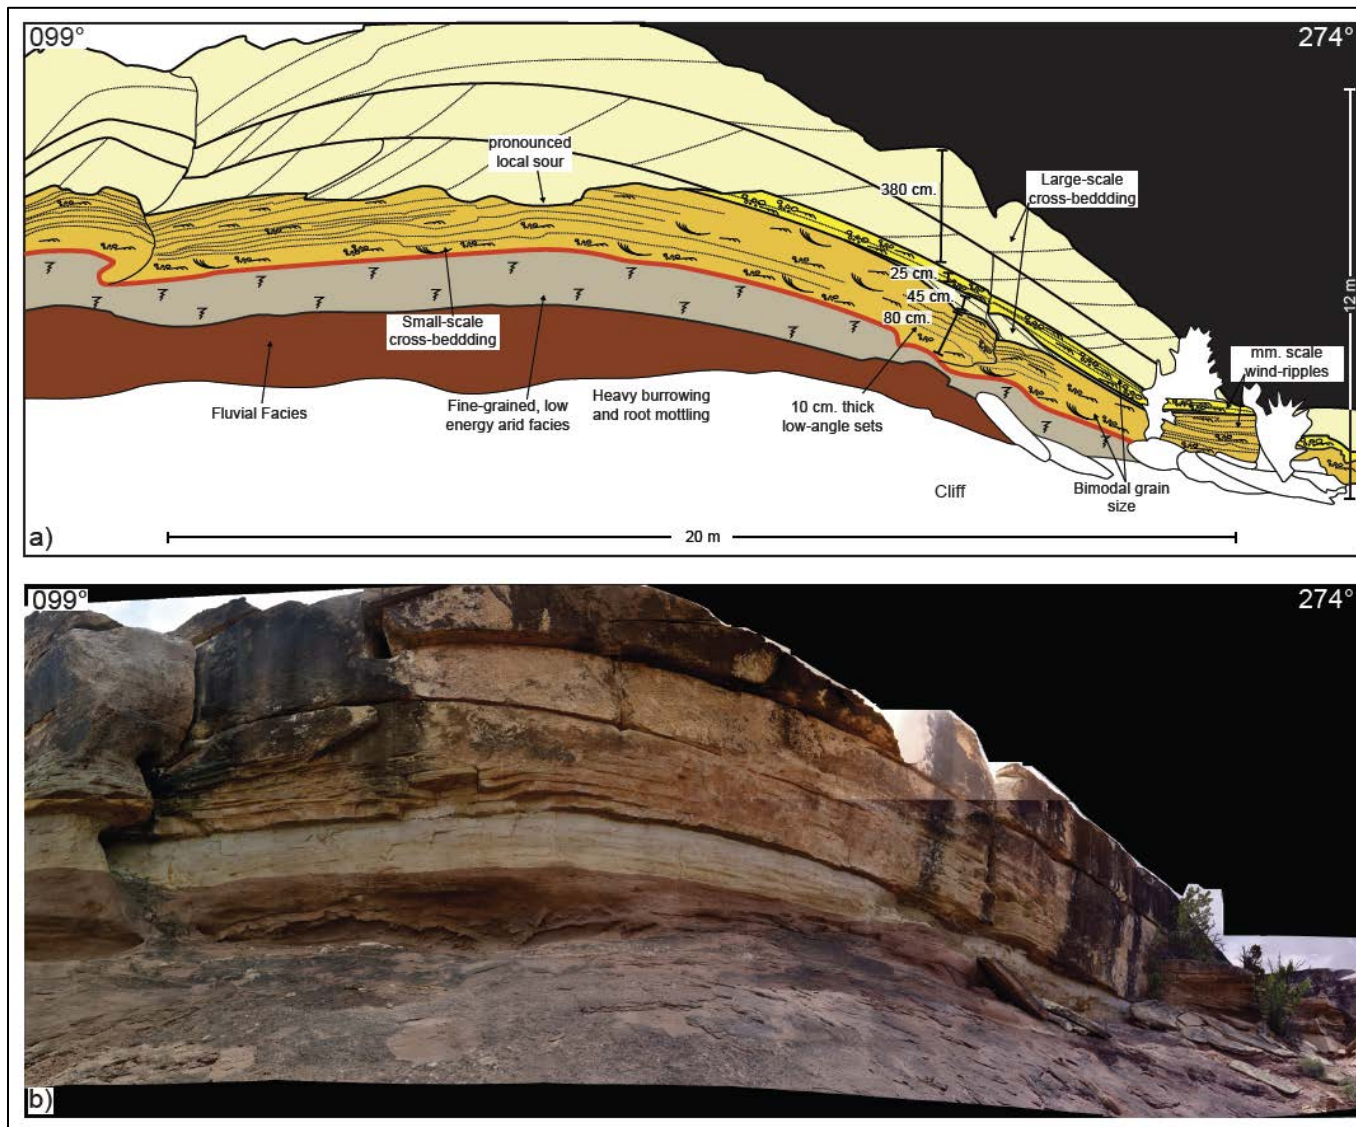 099°
274°
pronounced
local sour
380 cm.
Large-scale
cross-beddding
25 cm.
45 cm.
80 cm.
12 m
Small-scale
cross-beddding
mm. scale
wind-ripples
Fluvial Facies
Fine-grained, low
energy arid facies
Heavy burrowing
and root mottling
10 cm. thick
low-angle sets
Cliff
Bimodal grain
size
a)
20 m
099°
274°
b)